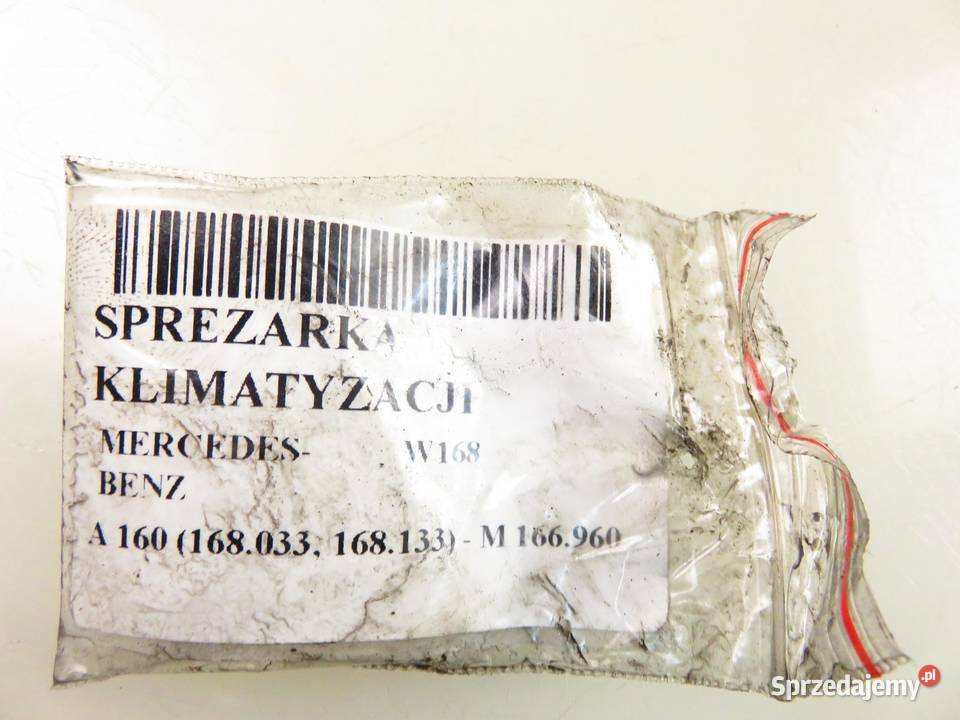 SPREZARKA
KLIMATYZACJI
MERCEDES- W168
BENZ
A 160 (168.033, 168.133) - M 166.960
Sprzedajemy.pl